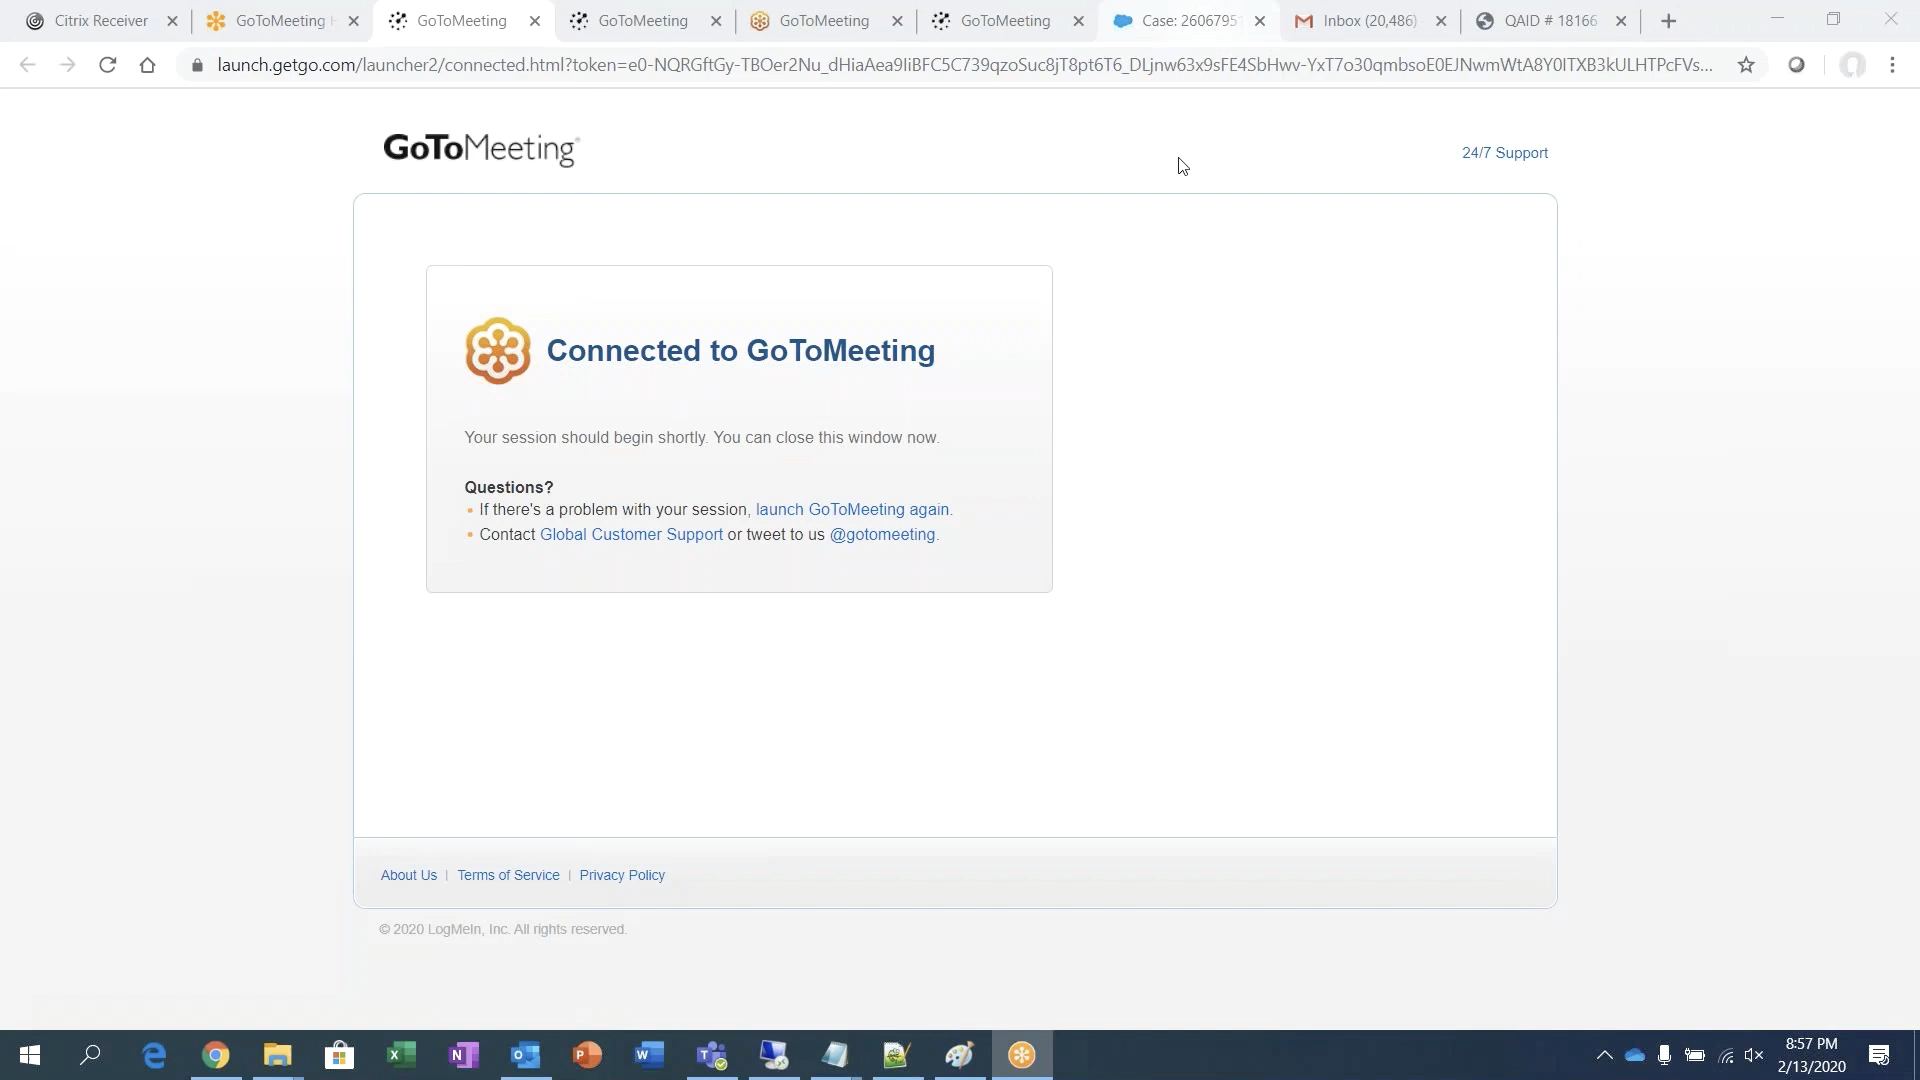 Citrix Receiver
GoToMeeting H
GoToMeeting
GoToMeeting
GoToMeeting
GoToMeeting
Case: 26067951
Inbox (20,486)
QAID # 18166
launch.getgo.com/launcher2/connected.html?token=e0-NQRGftGy-TBOer2Nu_dHiaAea9IiBFC5C739qzoSuc8jT8pt6T6_DLjnw63x9sFE4SbHwv-YxT7o30qmbsoE0EJNwmWtA8Y0ITXB3kULHTPcFVs...
GoToMeeting
24/7 Support
Connected to GoToMeeting
Your session should begin shortly. You can close this window now.
Questions?
• If there's a problem with your session, launch GoToMeeting again.
• Contact Global Customer Support or tweet to us @gotomeeting.
About Us | Terms of Service | Privacy Policy
© 2020 LogMeIn, Inc. All rights reserved.
8:57 PM
2/13/2020